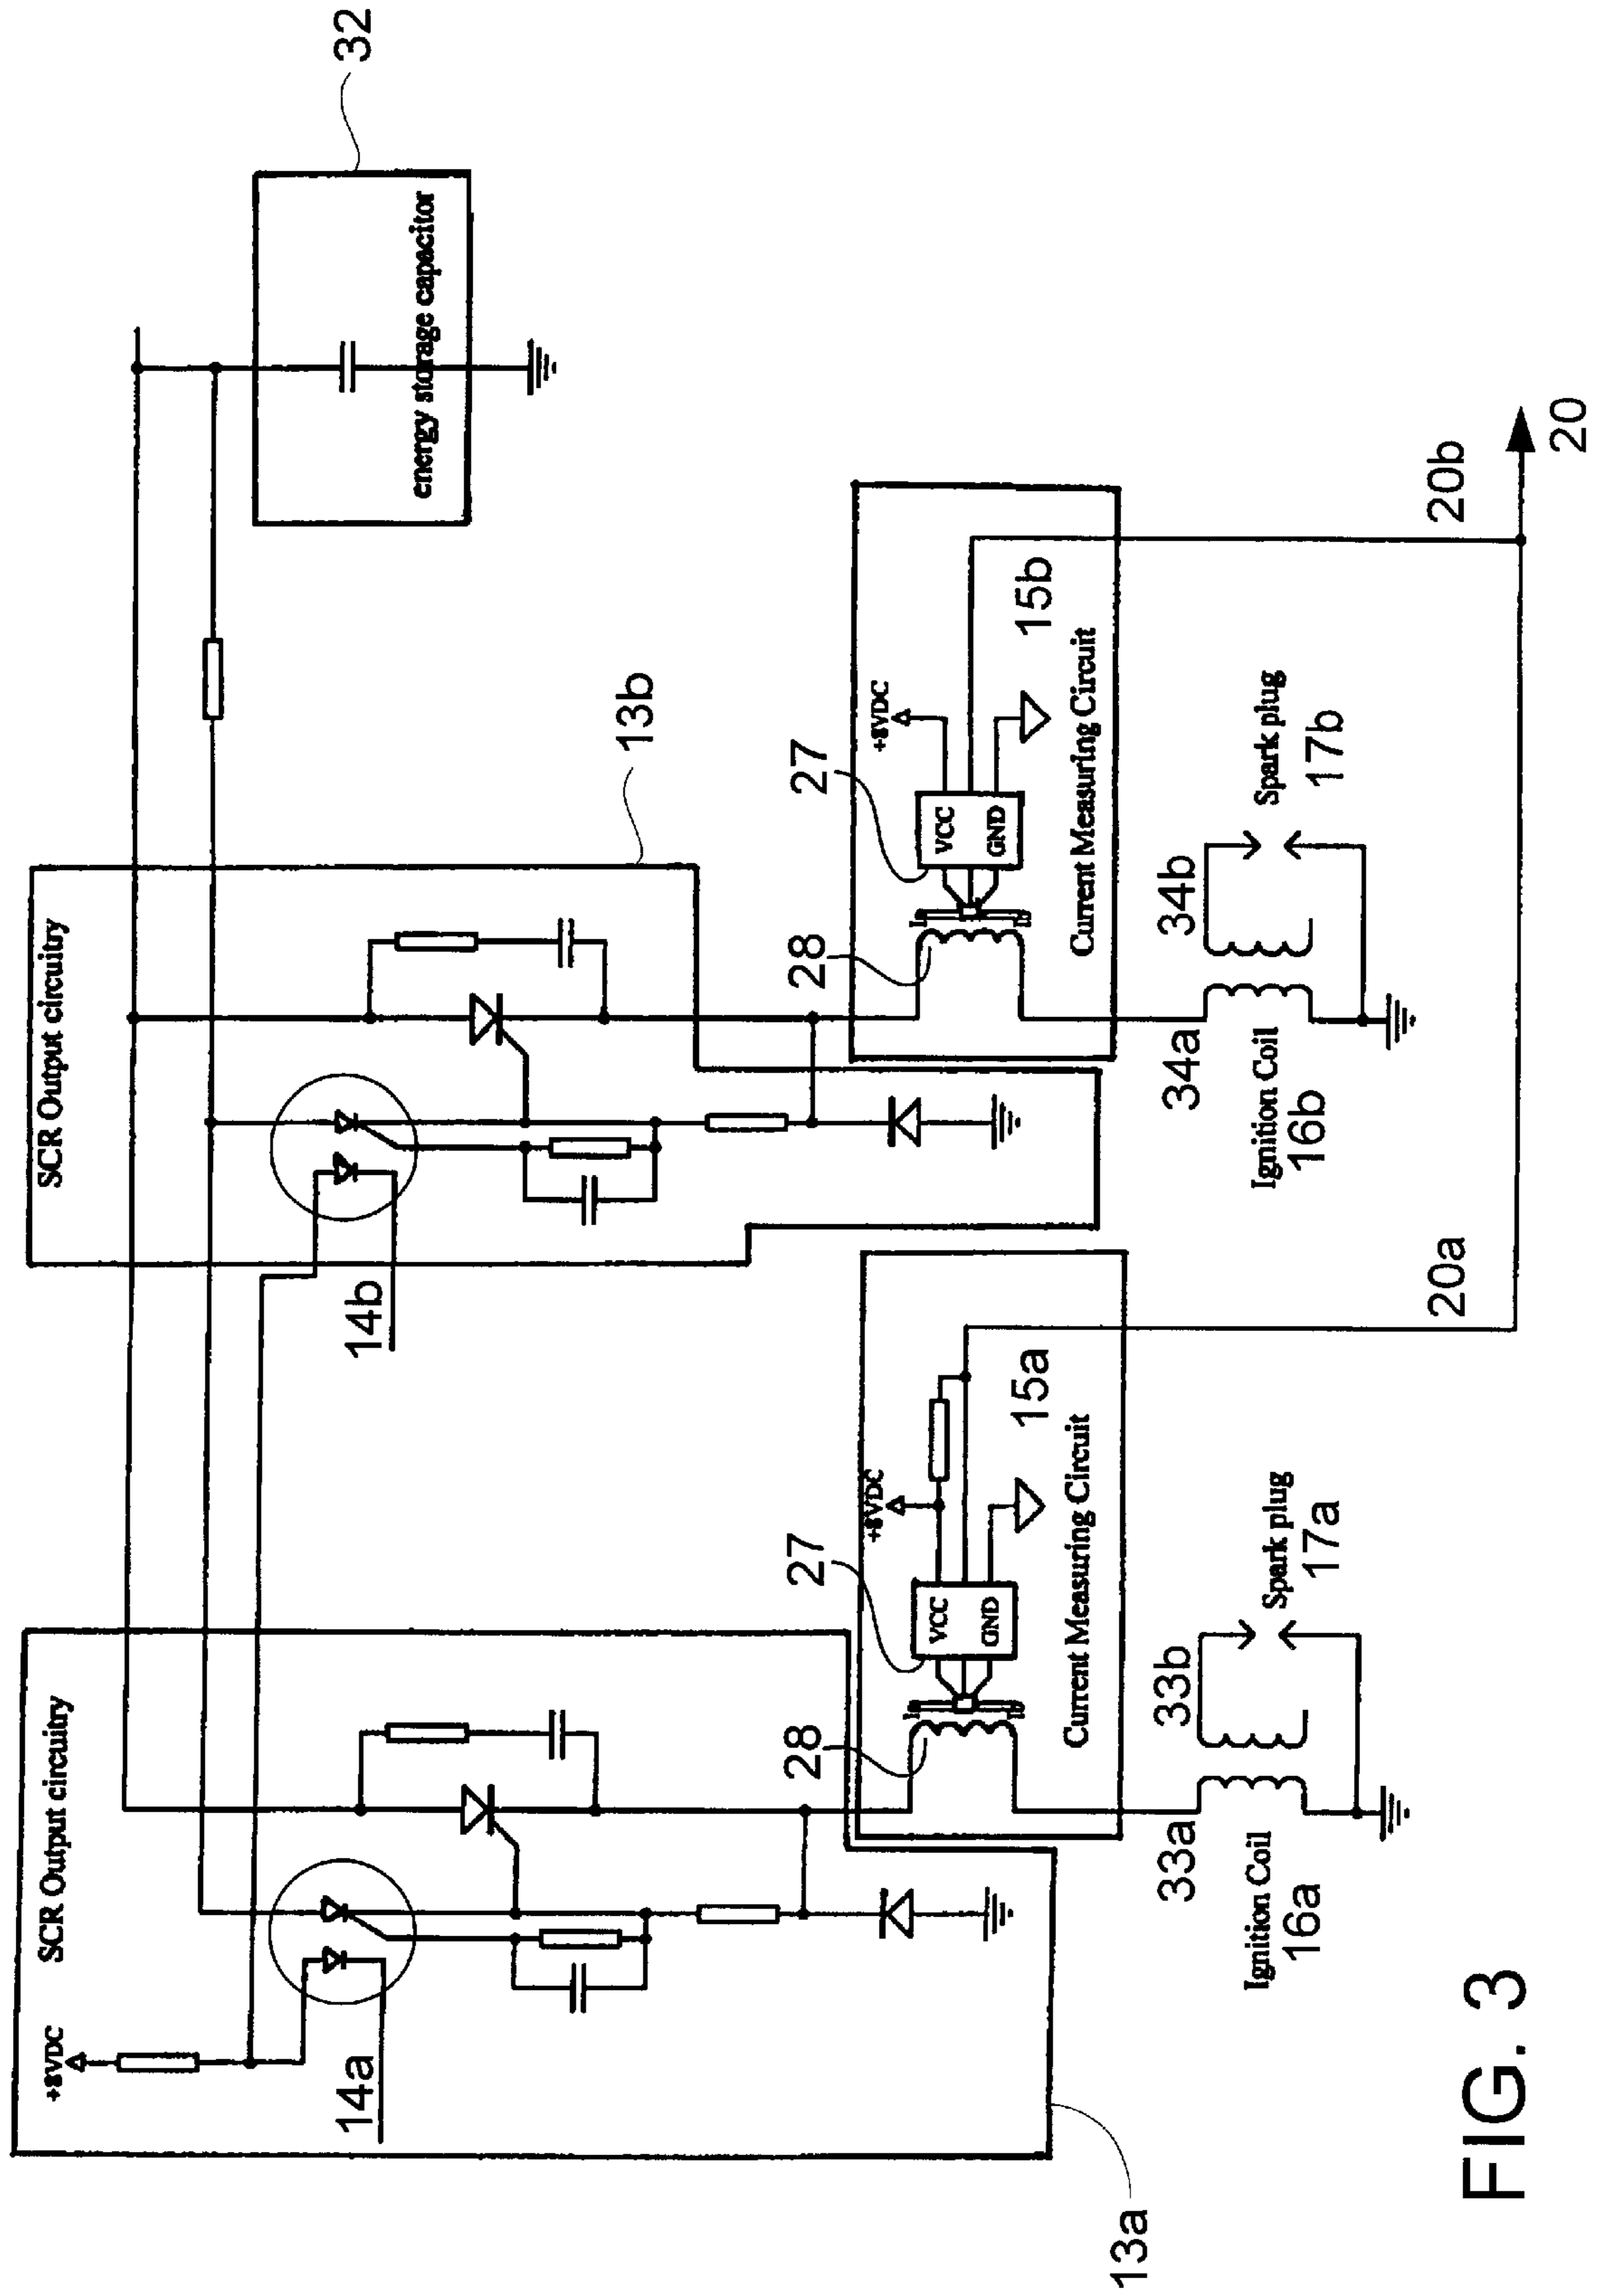 32
energy storage capacitor
SCR Output circuitry
13b
14b
27
+8VDC
VCC
GND
28
15b
Current Measuring Circuit
34a
34b
Ignition Coil
16b
Spark plug
17b
20b
20
+8VDC
SCR Output circuitry
14a
13a
27
+8VDC
VCC
GND
28
15a
Current Measuring Circuit
33a
33b
Ignition Coil
16a
Spark plug
17a
20a
FIG. 3